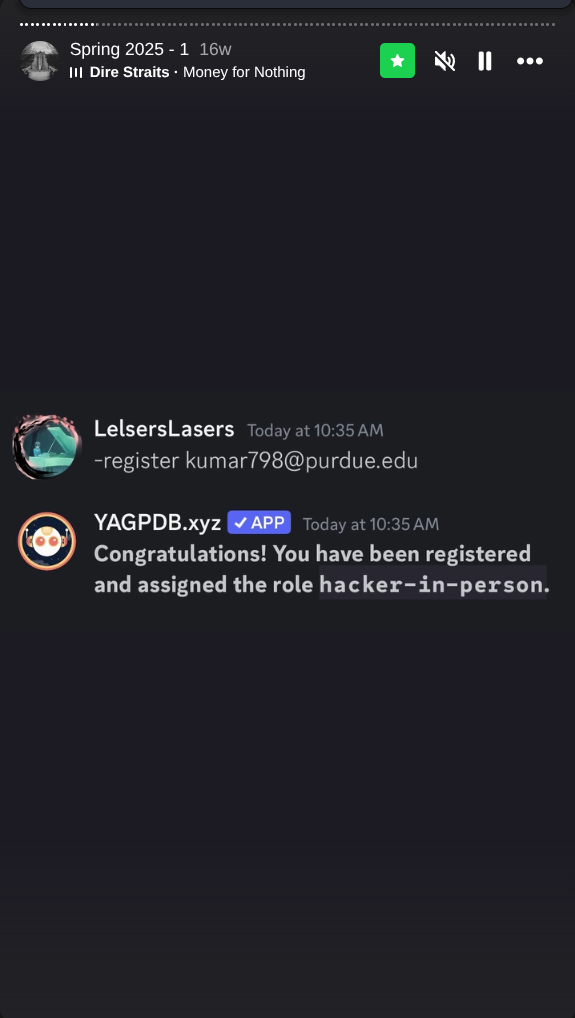 Spring 2025 - 1 16w
Dire Straits · Money for Nothing
LelsersLasers Today at 10:35 AM
-register kumar798@purdue.edu
YAGPDB.xyz ✓ APP Today at 10:35 AM
Congratulations! You have been registered
and assigned the role hacker-in-person.